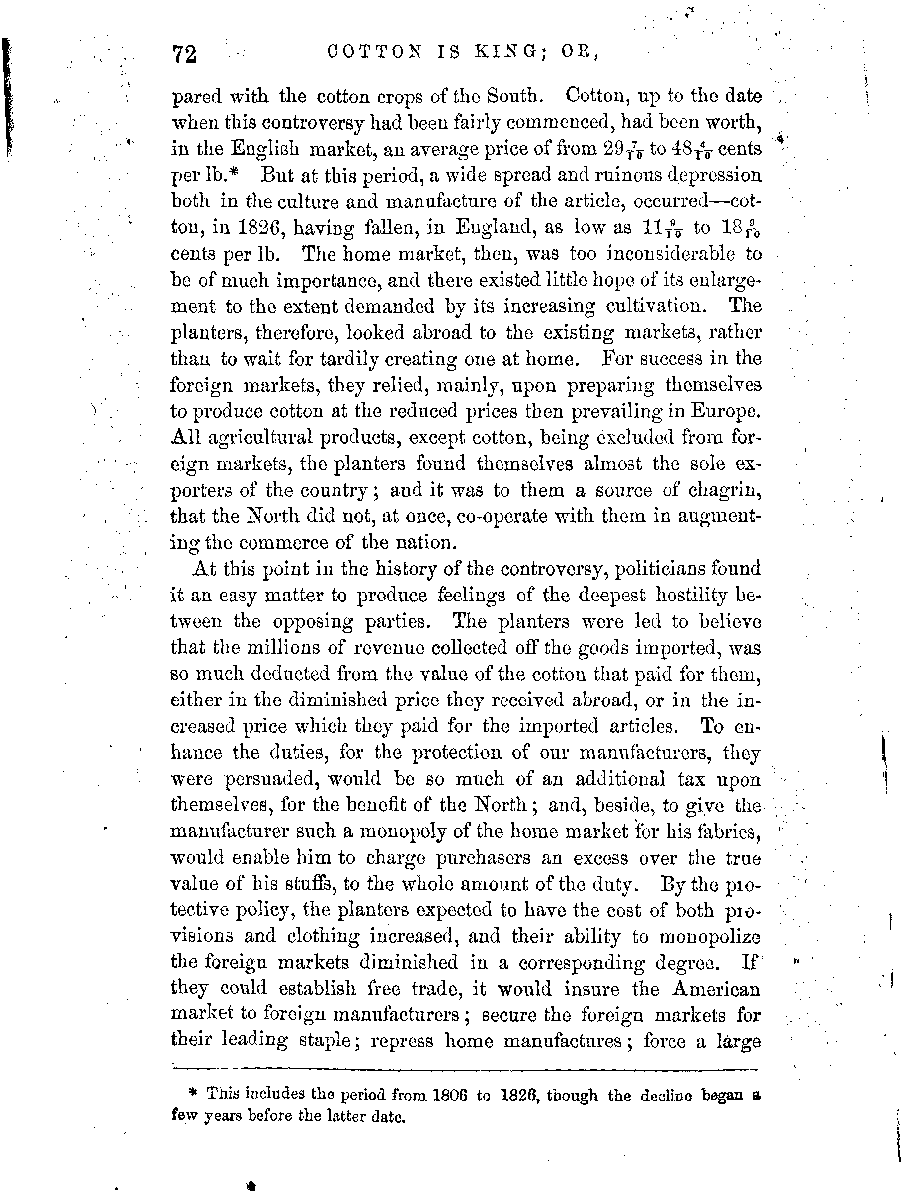 72 COTTON IS KING; OR,
pared with the cotton crops of the South. Cotton, up to the date
when this controversy had been fairly commenced, had been worth,
in the English market, an average price of from 29 7/10 to 48 4/10 cents
per lb.* But at this period, a wide spread and ruinous depression
both in the culture and manufacture of the article, occurred—cot-
ton, in 1826, having fallen, in England, as low as 11 9/10 to 18 9/10
cents per lb. The home market, then, was too inconsiderable to
be of much importance, and there existed little hope of its enlarge-
ment to the extent demanded by its increasing cultivation. The
planters, therefore, looked abroad to the existing markets, rather
than to wait for tardily creating one at home. For success in the
foreign markets, they relied, mainly, upon preparing themselves
to produce cotton at the reduced prices then prevailing in Europe.
All agricultural products, except cotton, being excluded from for-
eign markets, the planters found themselves almost the sole ex-
porters of the country; and it was to them a source of chagrin,
that the North did not, at once, co-operate with them in augment-
ing the commerce of the nation.
At this point in the history of the controversy, politicians found
it an easy matter to produce feelings of the deepest hostility be-
tween the opposing parties. The planters were led to believe
that the millions of revenue collected off the goods imported, was
so much deducted from the value of the cotton that paid for them,
either in the diminished price they received abroad, or in the in-
creased price which they paid for the imported articles. To en-
hance the duties, for the protection of our manufacturers, they
were persuaded, would be so much of an additional tax upon
themselves, for the benefit of the North; and, beside, to give the
manufacturer such a monopoly of the home market for his fabrics,
would enable him to charge purchasers an excess over the true
value of his stuffs, to the whole amount of the duty. By the pro-
tective policy, the planters expected to have the cost of both pro-
visions and clothing increased, and their ability to monopolize
the foreign markets diminished in a corresponding degree. If
they could establish free trade, it would insure the American
market to foreign manufacturers; secure the foreign markets for
their leading staple; repress home manufactures; force a large
* This includes the period from 1806 to 1826, though the decline began a
few years before the latter date.